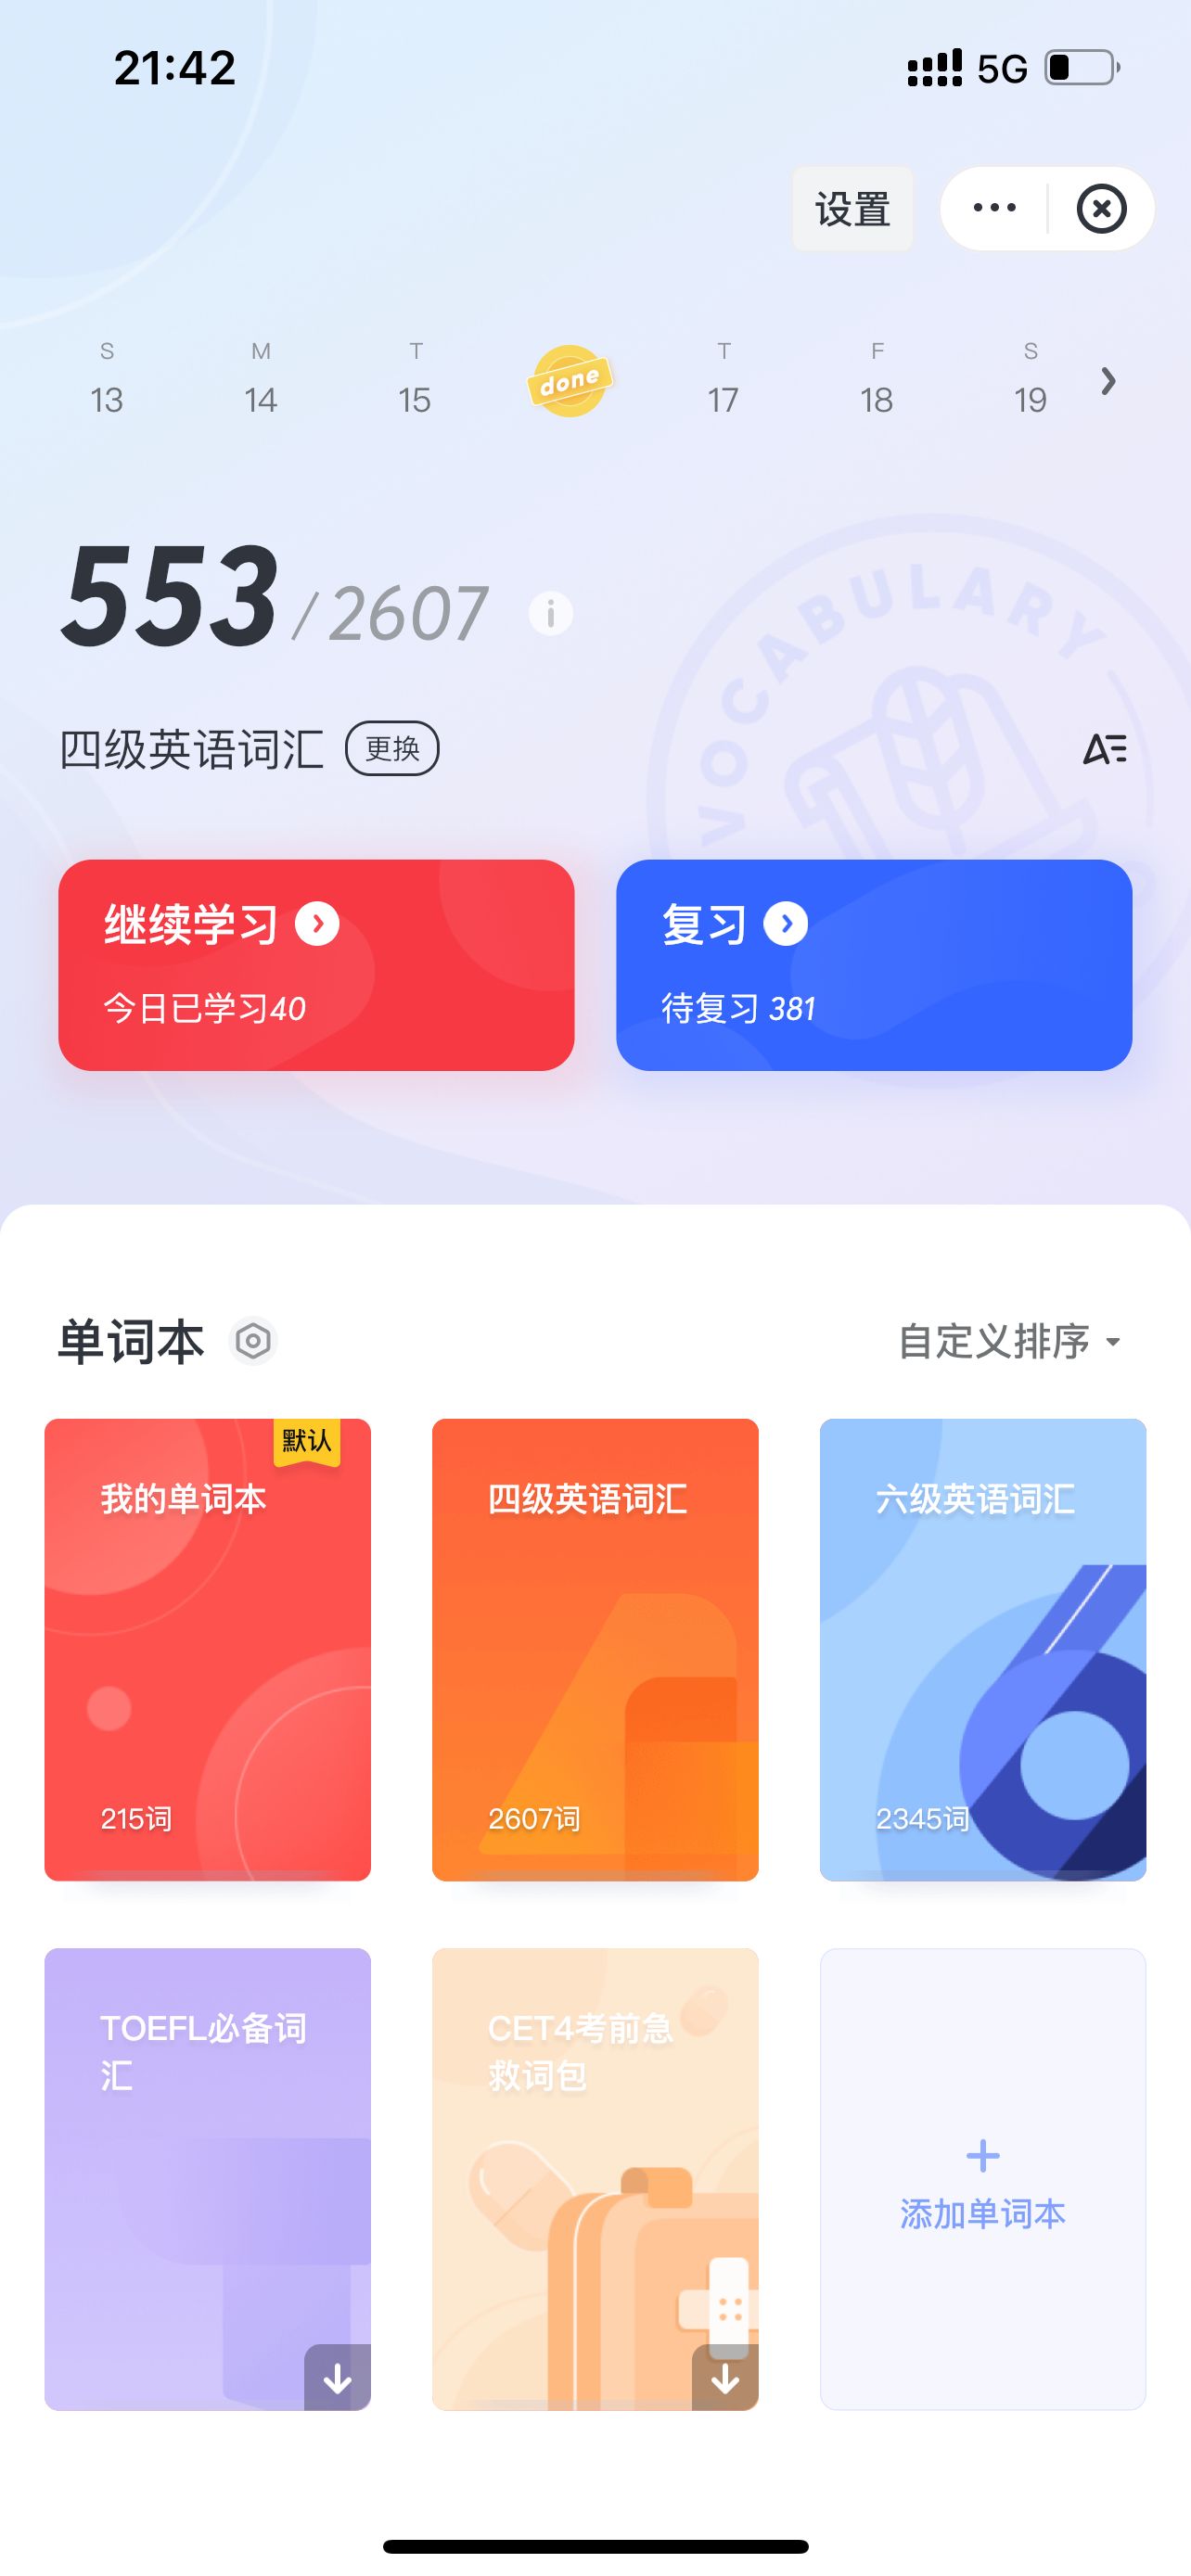 21:42 5G
设置
S M T T F S
13 14 15 done 17 18 19
553/2607
VOCABULARY
四级英语词汇 更换
继续学习 复习
今日已学习40 待复习 381
单词本 自定义排序
默认
我的单词本 四级英语词汇 六级英语词汇
215词 2607词 2345词
TOEFL必备词 CET4考前急
汇 救词包
添加单词本